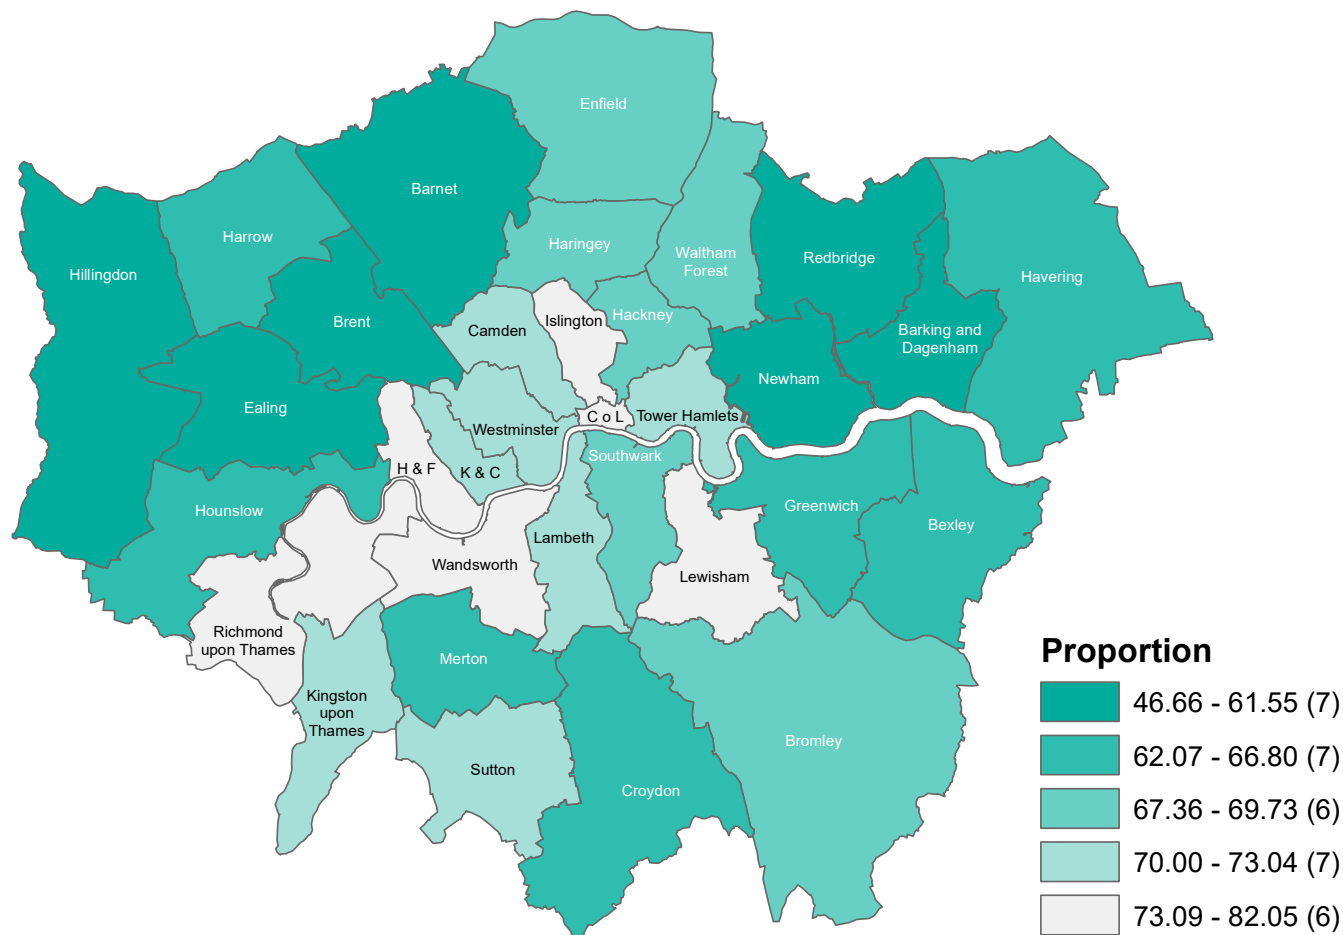 Enfield
Barnet
Harrow
Haringey
Waltham
Forest
Redbridge
Hillingdon
Havering
Brent
Camden
Islington
Hackney
Barking and
Dagenham
Newham
Ealing
Westminster
C o L
Tower Hamlets
H & F
K & C
Southwark
Hounslow
Greenwich
Bexley
Lambeth
Wandsworth
Lewisham
Richmond
upon Thames
Merton
Kingston
upon
Thames
Sutton
Croydon
Bromley
Proportion
46.66 - 61.55 (7)
62.07 - 66.80 (7)
67.36 - 69.73 (6)
70.00 - 73.04 (7)
73.09 - 82.05 (6)